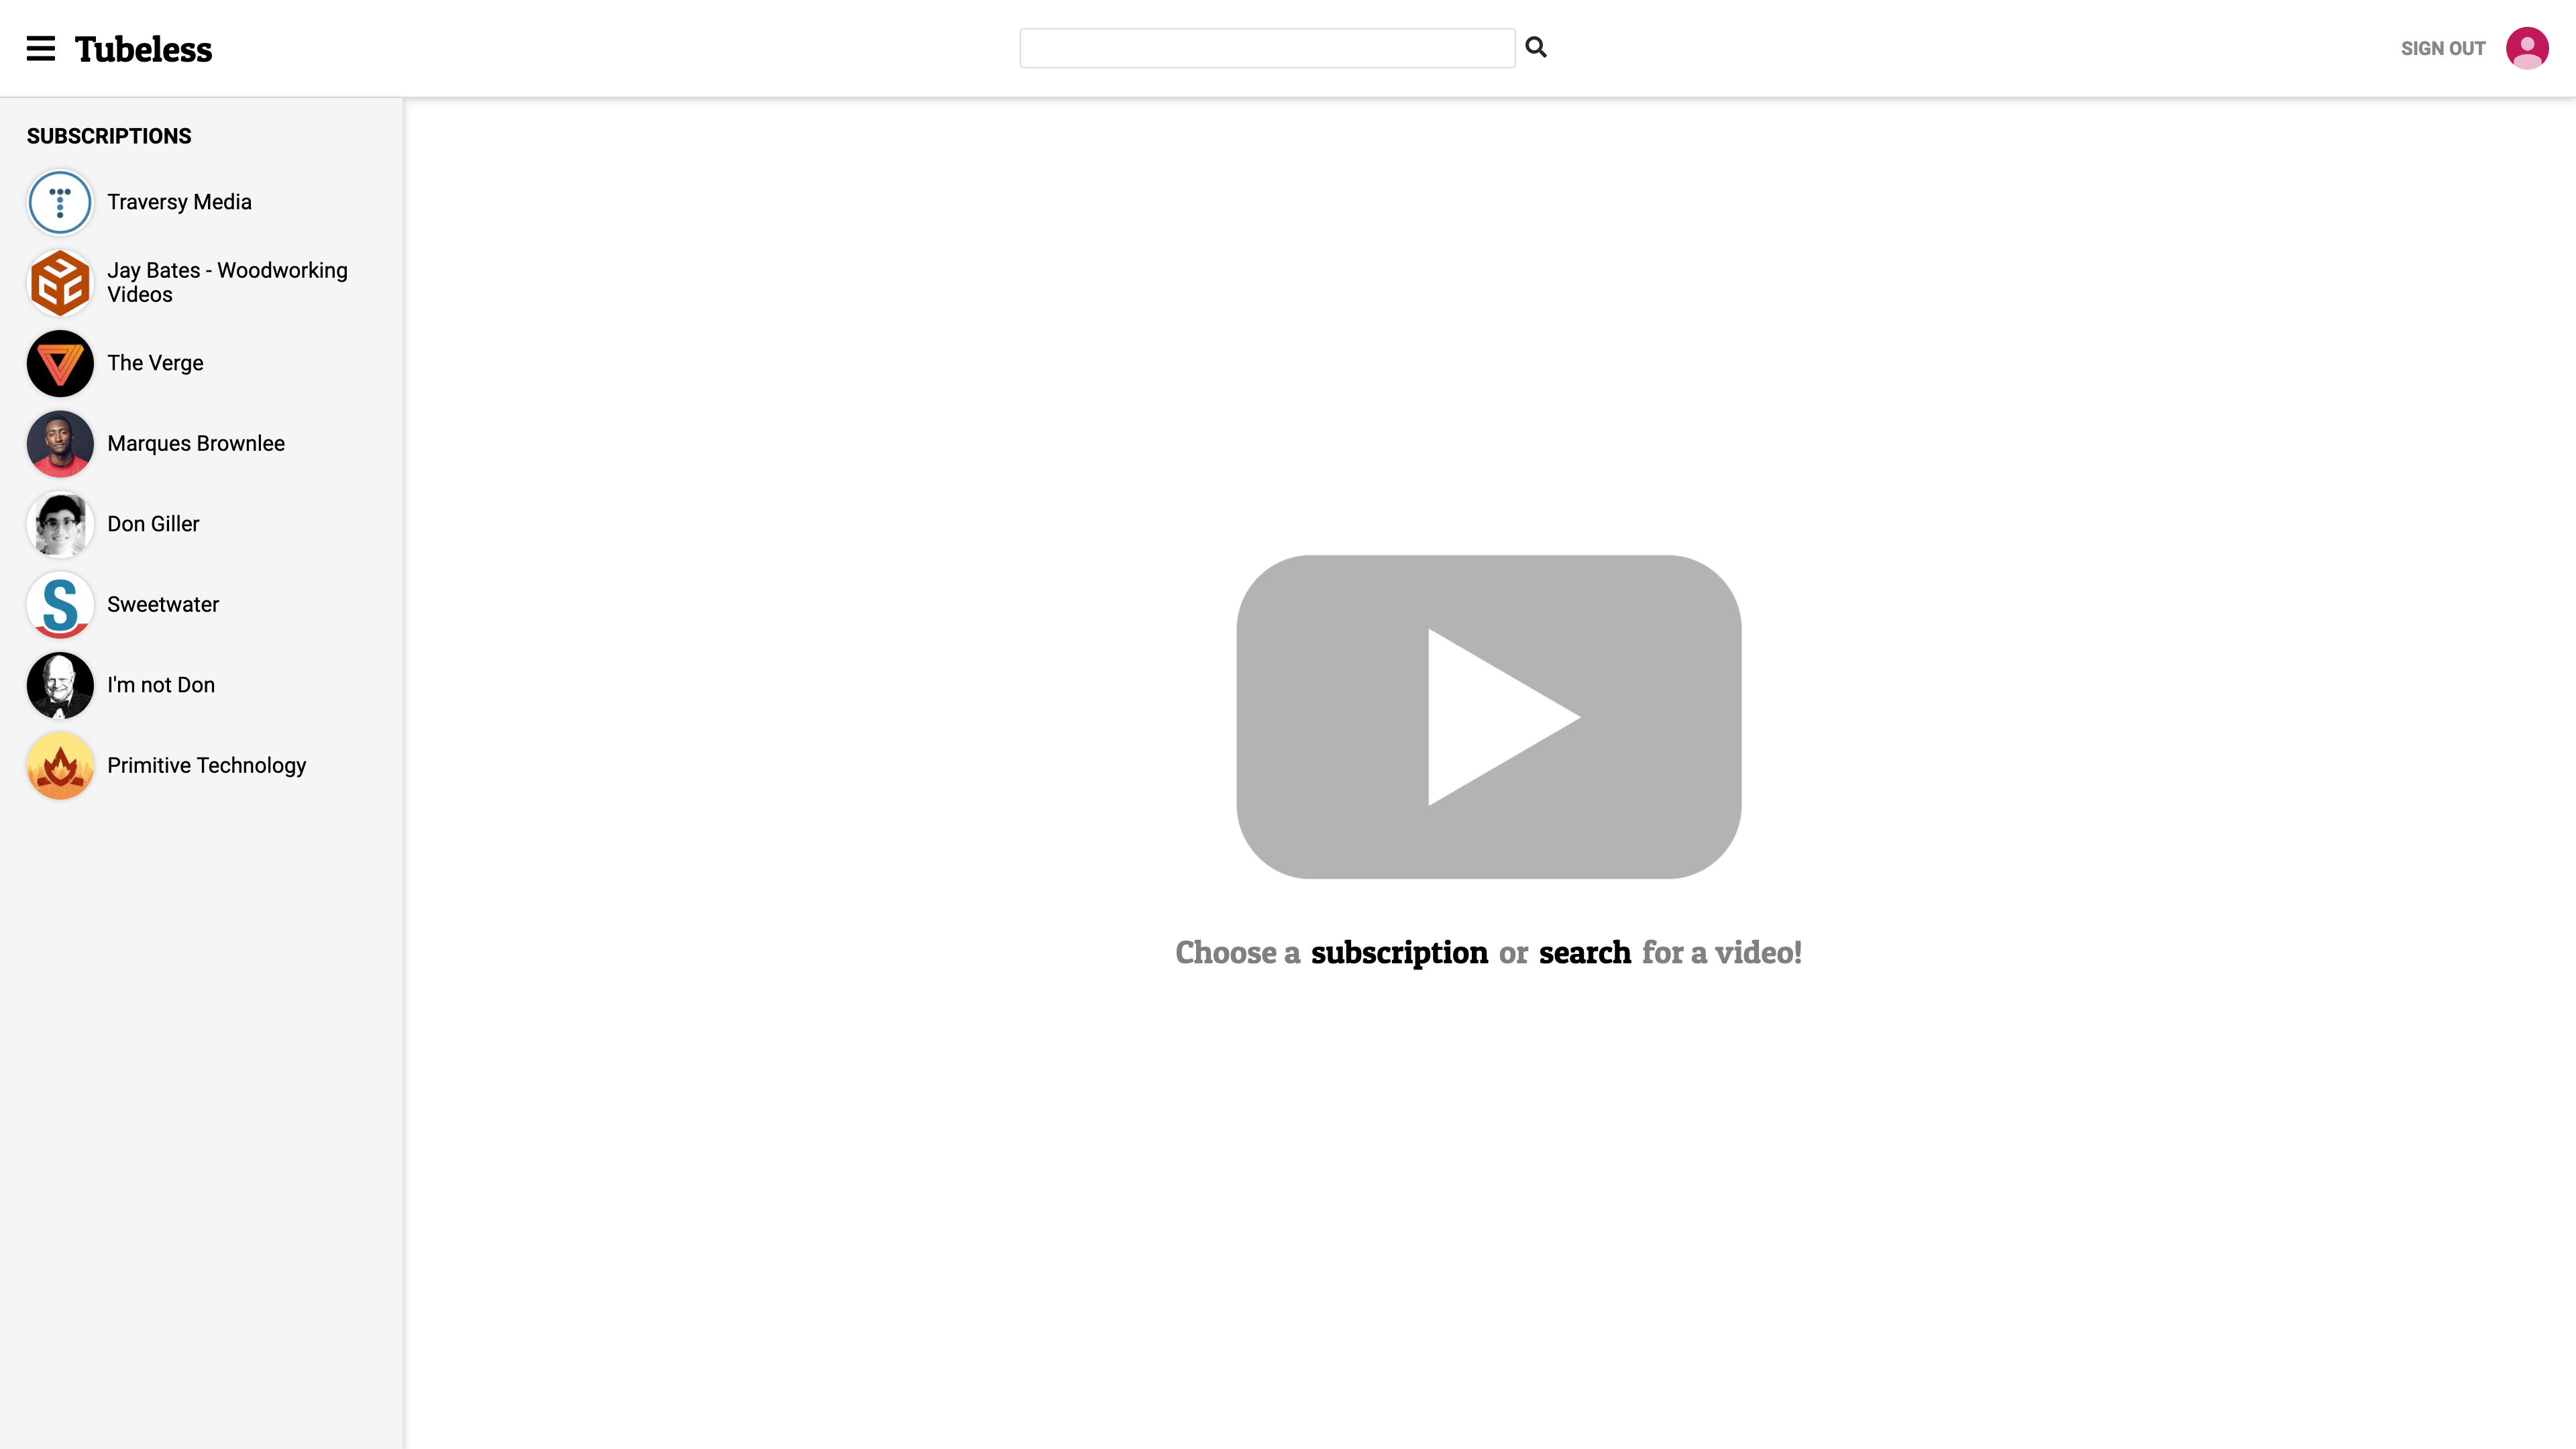 Tubeless
SIGN OUT
SUBSCRIPTIONS
Traversy Media
Jay Bates - Woodworking
Videos
The Verge
Marques Brownlee
Don Giller
Sweetwater
I'm not Don
Primitive Technology
Choose a subscription or search for a video!